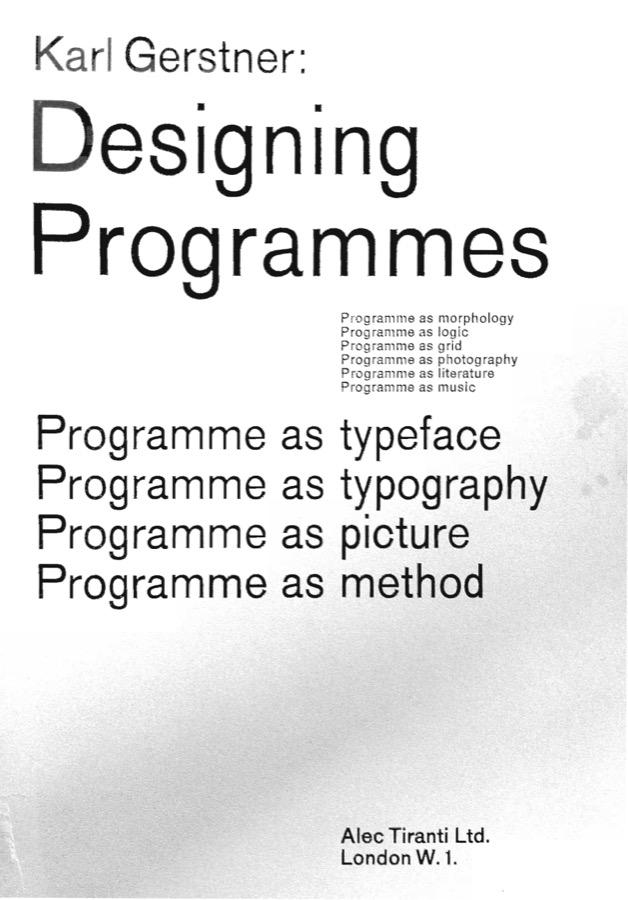 Karl Gerstner:
Designing
Programmes
Programme as morphology
Programme as logic
Programme as grid
Programme as photography
Programme as literature
Programme as music
Programme as typeface
Programme as typography
Programme as picture
Programme as method
Alec Tiranti Ltd.
London W. 1.